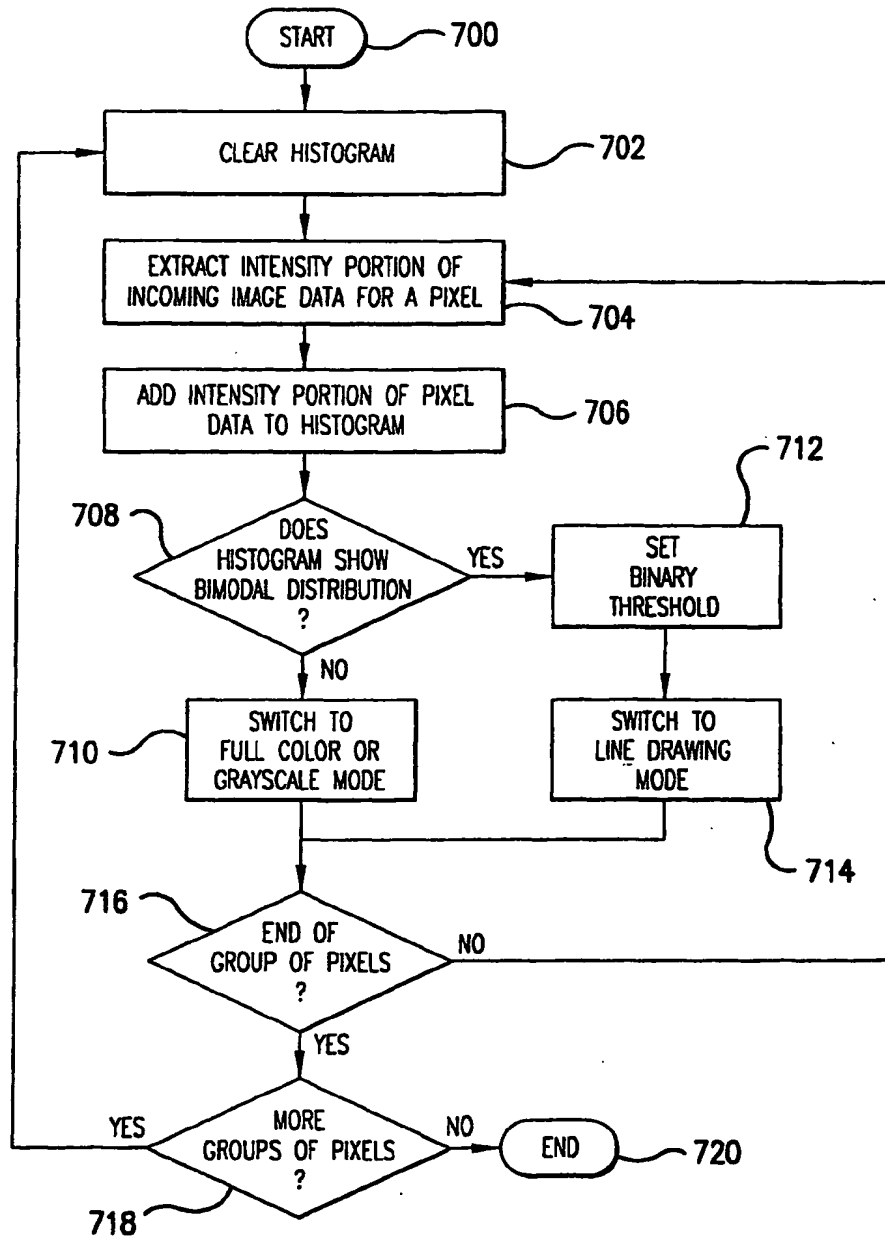 START
700
CLEAR HISTOGRAM
702
EXTRACT INTENSITY PORTION OF
INCOMING IMAGE DATA FOR A PIXEL
704
ADD INTENSITY PORTION OF PIXEL
DATA TO HISTOGRAM
706
708
DOES
HISTOGRAM SHOW
BIMODAL DISTRIBUTION
?
YES
712
SET
BINARY
THRESHOLD
NO
710
SWITCH TO
FULL COLOR OR
GRAYSCALE MODE
SWITCH TO
LINE DRAWING
MODE
714
716
END OF
GROUP OF PIXELS
?
NO
YES
YES
MORE
GROUPS OF PIXELS
?
NO
END
720
718